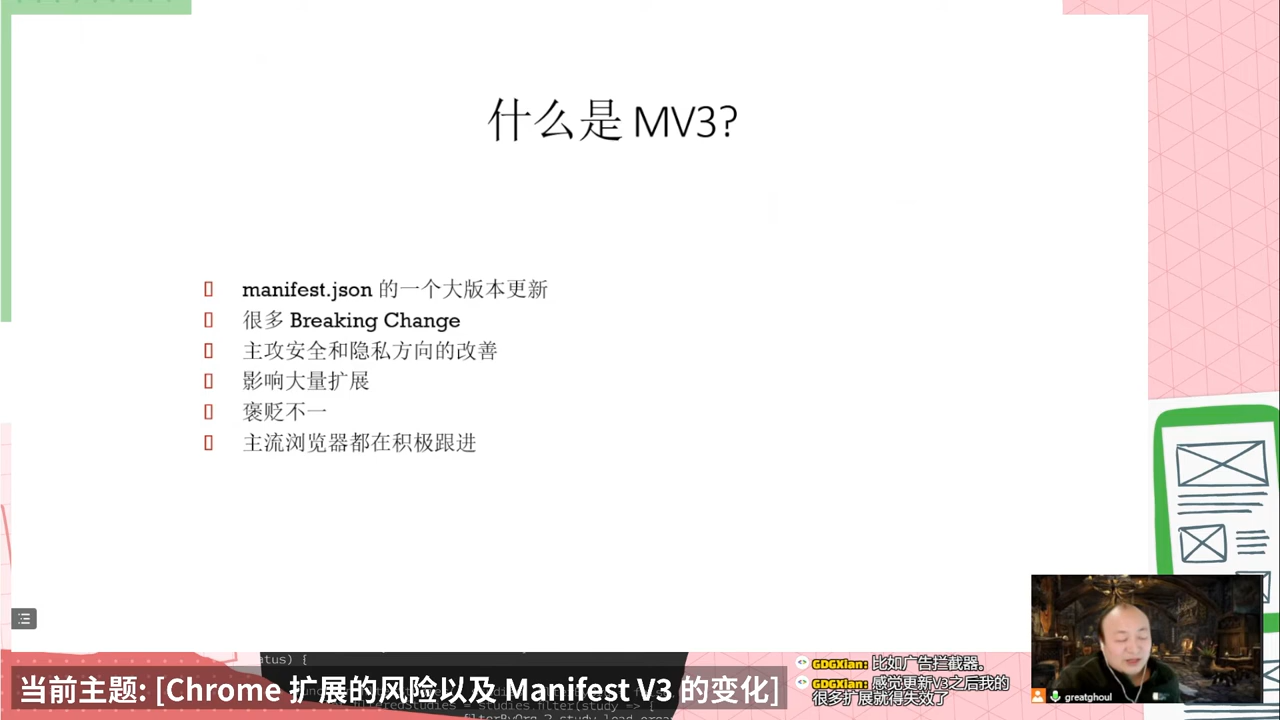 什么是 MV3?
manifest.json 的一个大版本更新
很多 Breaking Change
主攻安全和隐私方向的改善
影响大量扩展
褒贬不一
主流浏览器都在积极跟进
当前主题: [Chrome 扩展的风险以及 Manifest V3 的变化]
GDGXian: 比如广告拦截器。
GDGXian: 感觉更新V3之后我的
很多扩展就得失效了
greatghoul